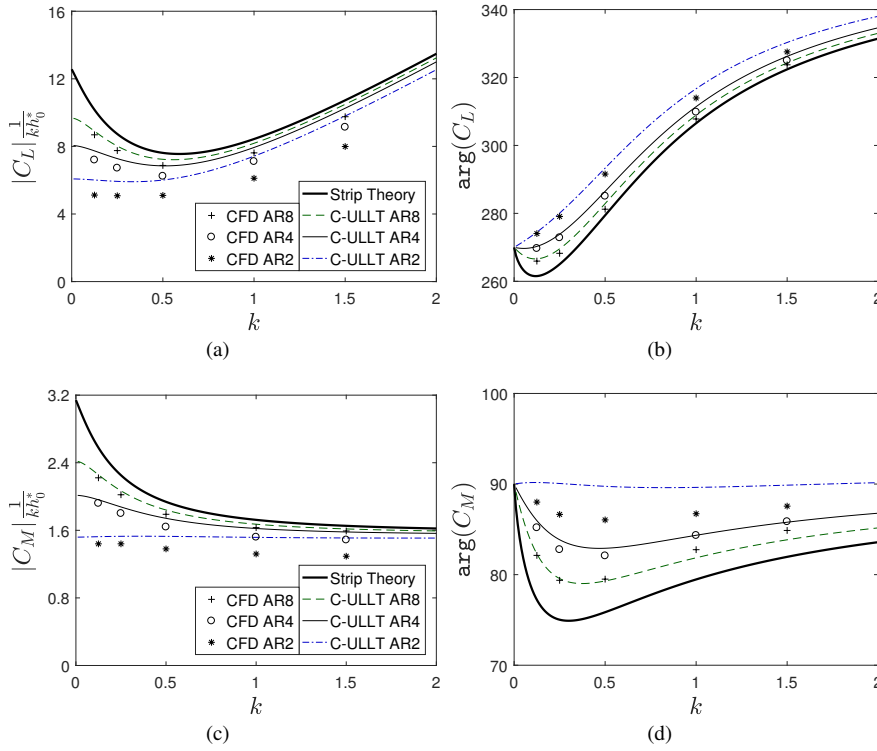 16
12
8
4
0
|C_L| 1/(kh_0^*)
0 0.5 1 1.5 2
k
CFD AR8
CFD AR4
CFD AR2
Strip Theory
C-ULLT AR8
C-ULLT AR4
C-ULLT AR2
(a)
340
320
300
280
260
arg(C_L)
0 0.5 1 1.5 2
k
(b)
3.2
2.4
1.6
0.8
0
|C_M| 1/(kh_0^*)
0 0.5 1 1.5 2
k
CFD AR8
CFD AR4
CFD AR2
Strip Theory
C-ULLT AR8
C-ULLT AR4
C-ULLT AR2
(c)
100
90
80
70
arg(C_M)
0 0.5 1 1.5 2
k
(d)